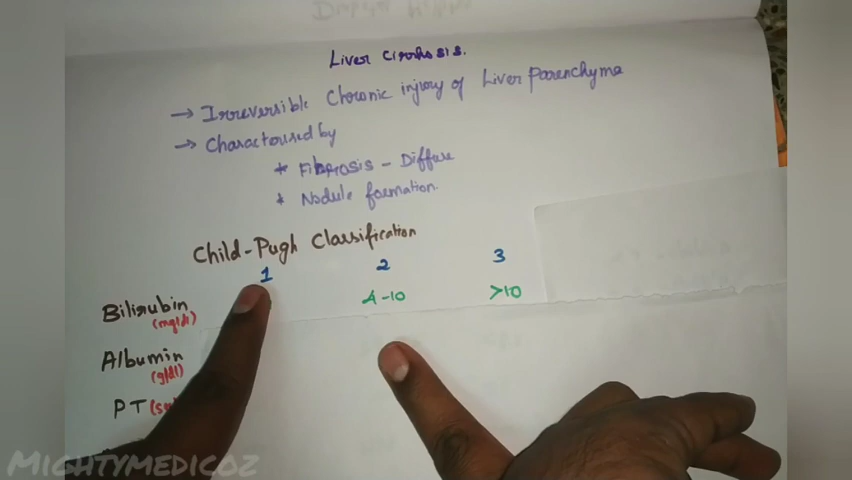 Liver Cirrhosis.
→ Irreversible Chronic injury of Liver Parenchyma
→ Characterised by
* Fibrosis - Diffuse
* Nodule formation.
Child-Pugh Classification
1 2 3
Bilirubin 4-10 >10
(mg/dl)
Albumin
(g/dl)
PT
MIGHTYMEDICOZ